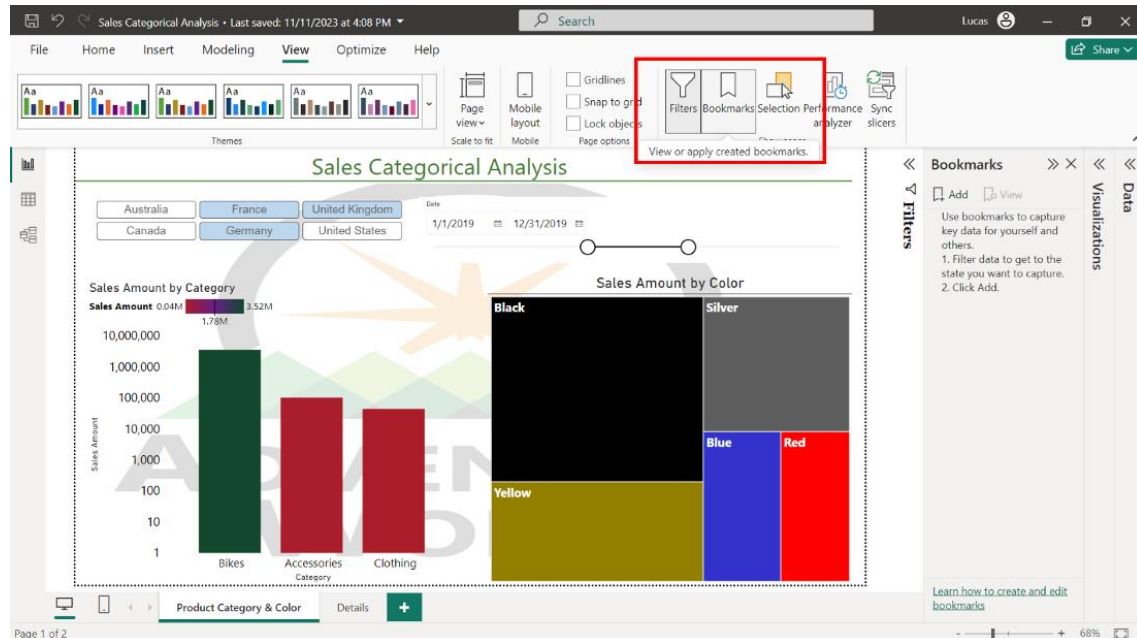 Sales Categorical Analysis • Last saved: 11/11/2023 at 4:08 PM
Search
Lucas
File Home Insert Modeling View Optimize Help
Share
Aa Aa Aa Aa Aa Aa
Themes
Page view
Scale to fit
Mobile layout
Mobile
Gridlines
Snap to grid
Lock objects
Page options
Filters
Bookmarks
Selection
Performance analyzer
Sync slicers
View or apply created bookmarks.
Sales Categorical Analysis
Australia France United Kingdom
Canada Germany United States
Date
1/1/2019 12/31/2019
Sales Amount by Category
Sales Amount 0.04M 3.52M
1.78M
10,000,000
1,000,000
100,000
10,000
1,000
100
10
1
Sales Amount
Bikes Accessories Clothing
Category
Sales Amount by Color
Black
Silver
Yellow
Blue
Red
Filters
Bookmarks
Add View
Use bookmarks to capture
key data for yourself and
others.
1. Filter data to get to the
state you want to capture.
2. Click Add.
Learn how to create and edit
bookmarks
Visualizations
Data
Product Category & Color Details
Page 1 of 2
68%